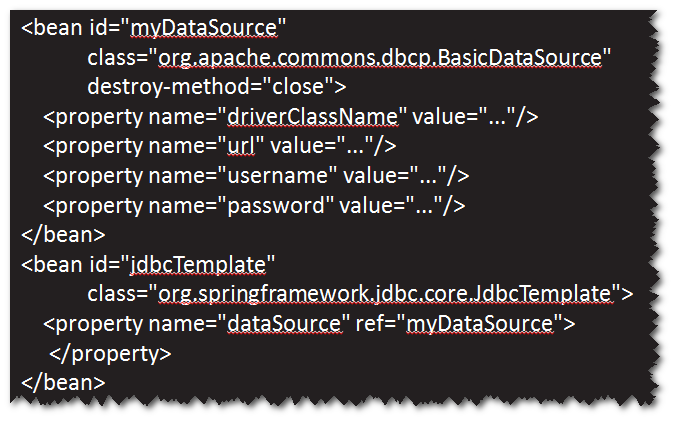 <bean id="myDataSource"
class="org.apache.commons.dbcp.BasicDataSource"
destroy-method="close">
<property name="driverClassName" value="..."/>
<property name="url" value="..."/>
<property name="username" value="..."/>
<property name="password" value="..."/>
</bean>
<bean id="jdbcTemplate"
class="org.springframework.jdbc.core.JdbcTemplate">
<property name="dataSource" ref="myDataSource">
</property>
</bean>